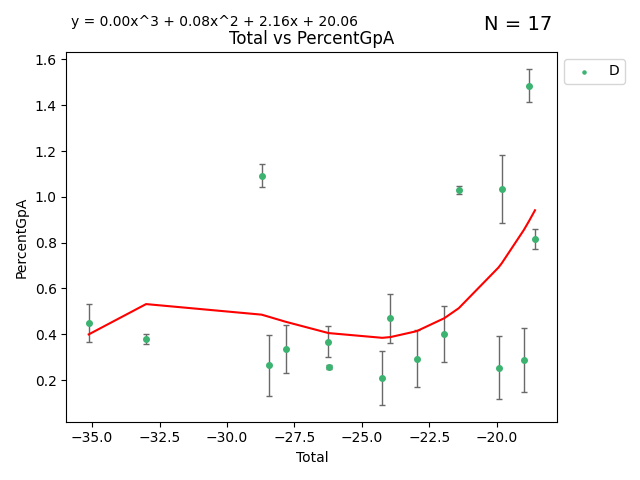 y = 0.00x^3 + 0.08x^2 + 2.16x + 20.06
N = 17
Total vs PercentGpA
D
1.6
1.4
1.2
1.0
0.8
0.6
0.4
0.2
PercentGpA
−35.0 −32.5 −30.0 −27.5 −25.0 −22.5 −20.0
Total